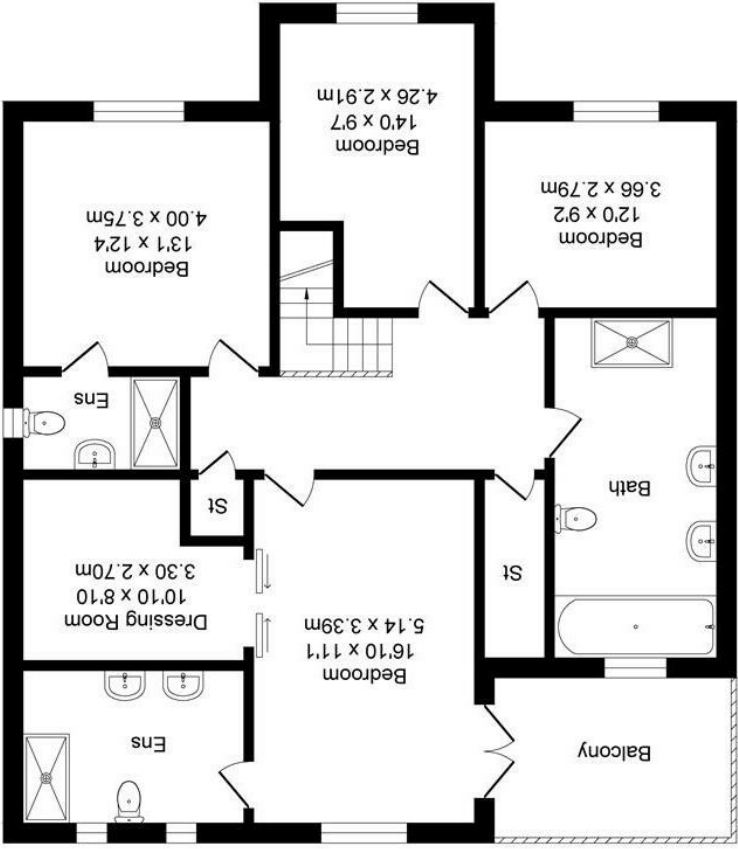 Balcony
Ens
Bedroom
16'10 x 11'1
5.14 x 3.39m
Dressing Room
10'10 x 8'10
3.30 x 2.70m
St
St
Bath
Ens
Bedroom
12'0 x 9'2
3.66 x 2.79m
Bedroom
14'0 x 9'7
4.26 x 2.91m
Bedroom
13'1 x 12'4
4.00 x 3.75m